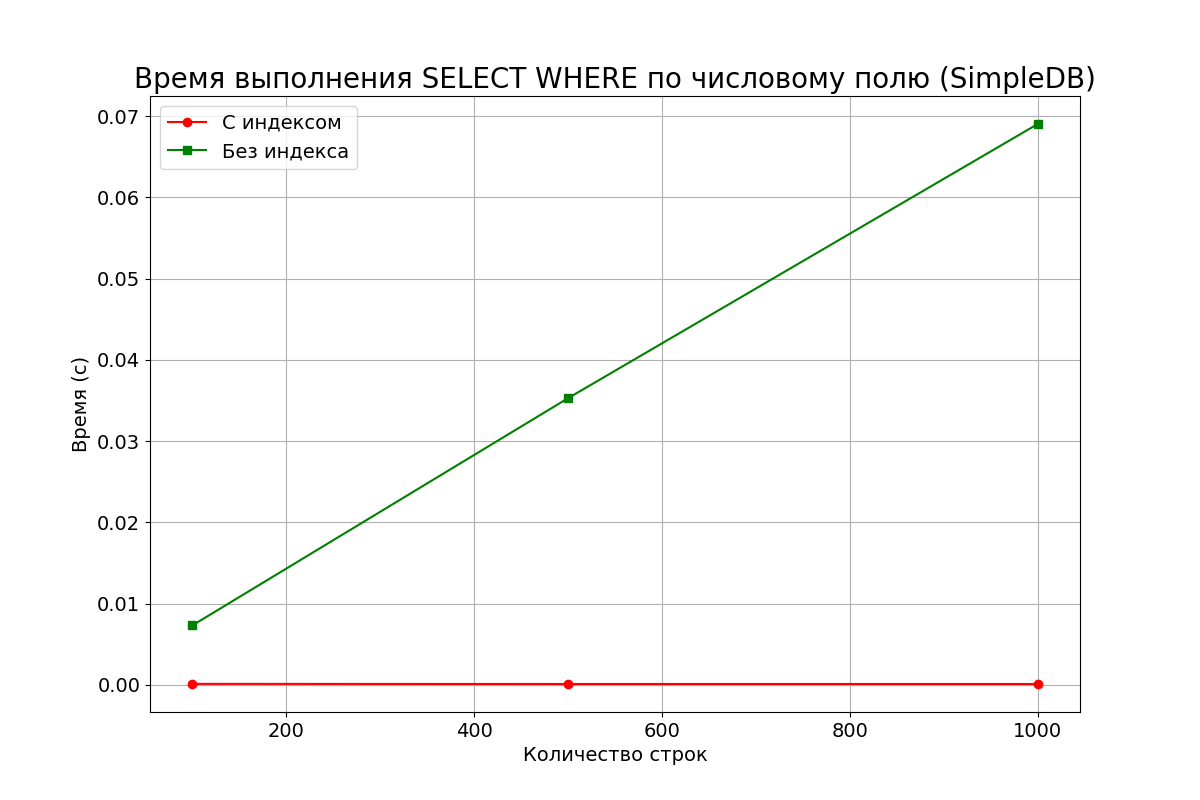 Время выполнения SELECT WHERE по числовому полю (SimpleDB)
С индексом
Без индекса
0.07
0.06
0.05
0.04
0.03
0.02
0.01
0.00
Время (с)
200 400 600 800 1000
Количество строк